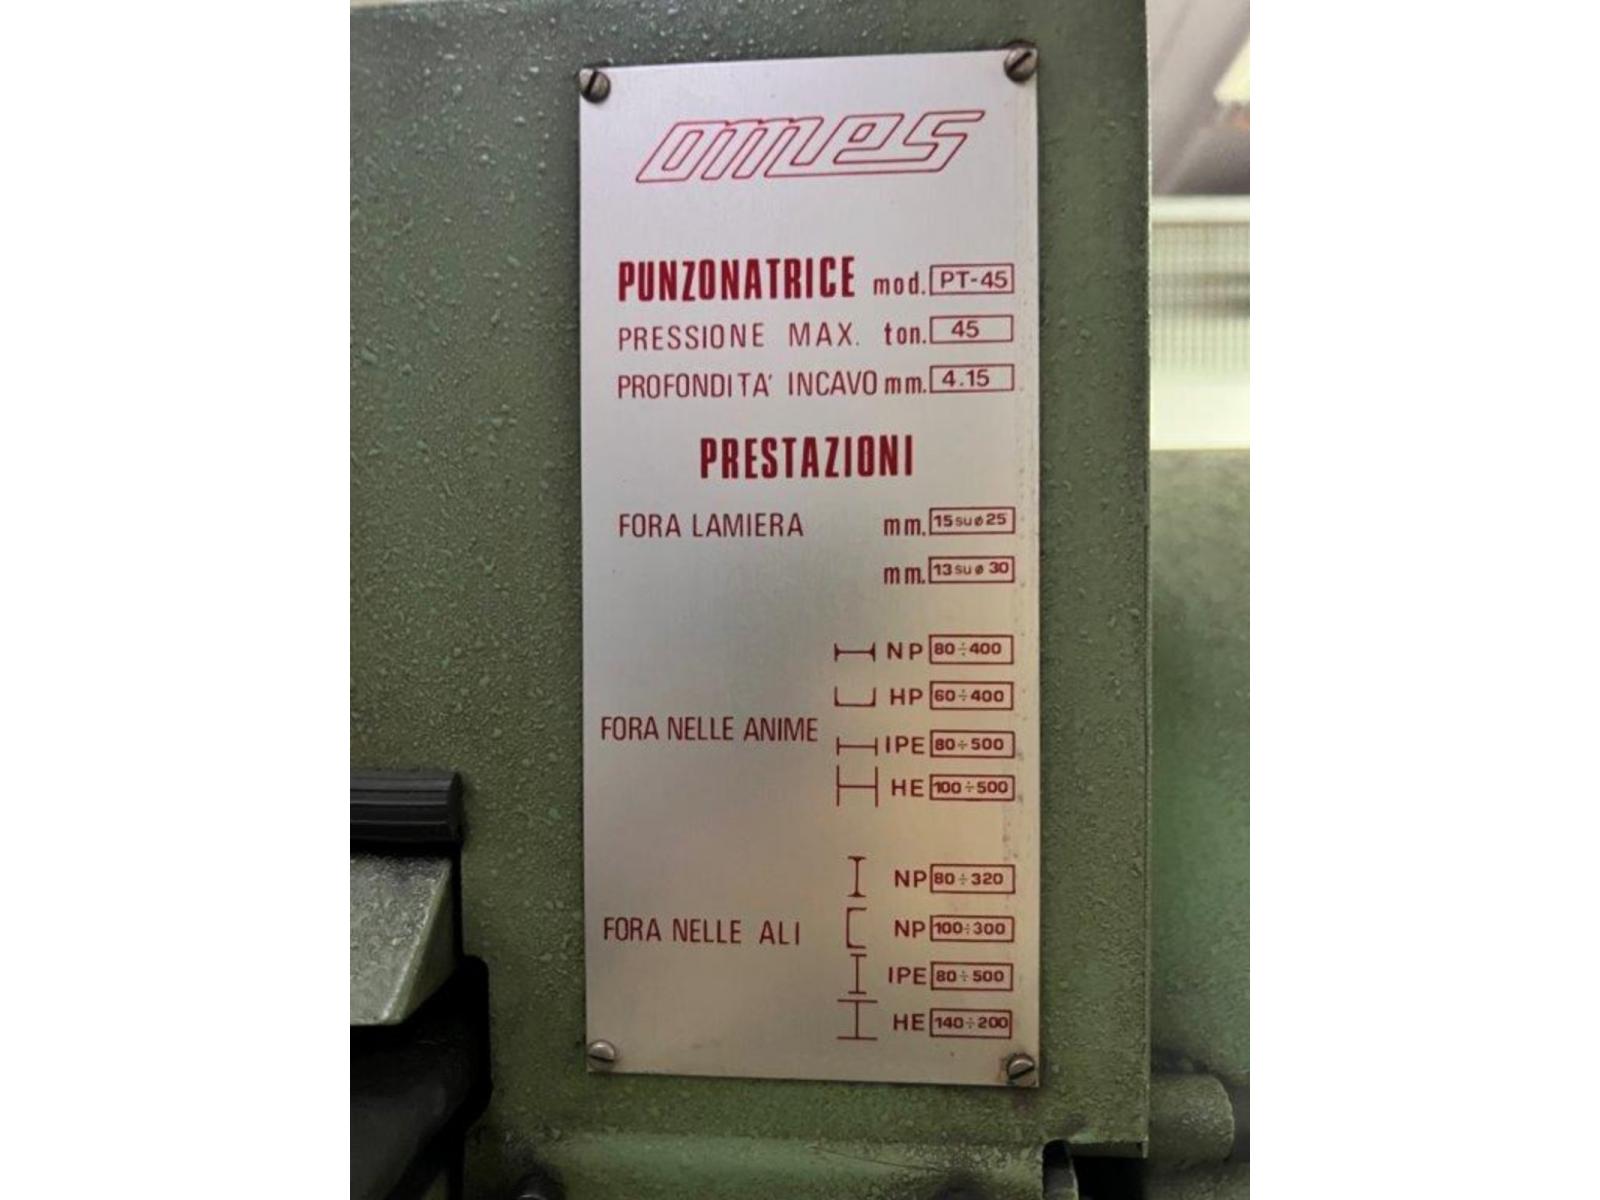 OMES
PUNZONATRICE mod. PT-45
PRESSIONE MAX. ton. 45
PROFONDITA' INCAVO mm. 4.15
PRESTAZIONI
FORA LAMIERA mm. 15 su ø 25
mm. 13 su ø 30
NP 80÷400
HP 60÷400
FORA NELLE ANIME
IPE 80÷500
HE 100÷500
NP 80÷320
FORA NELLE ALI NP 100÷300
IPE 80÷500
HE 140÷200